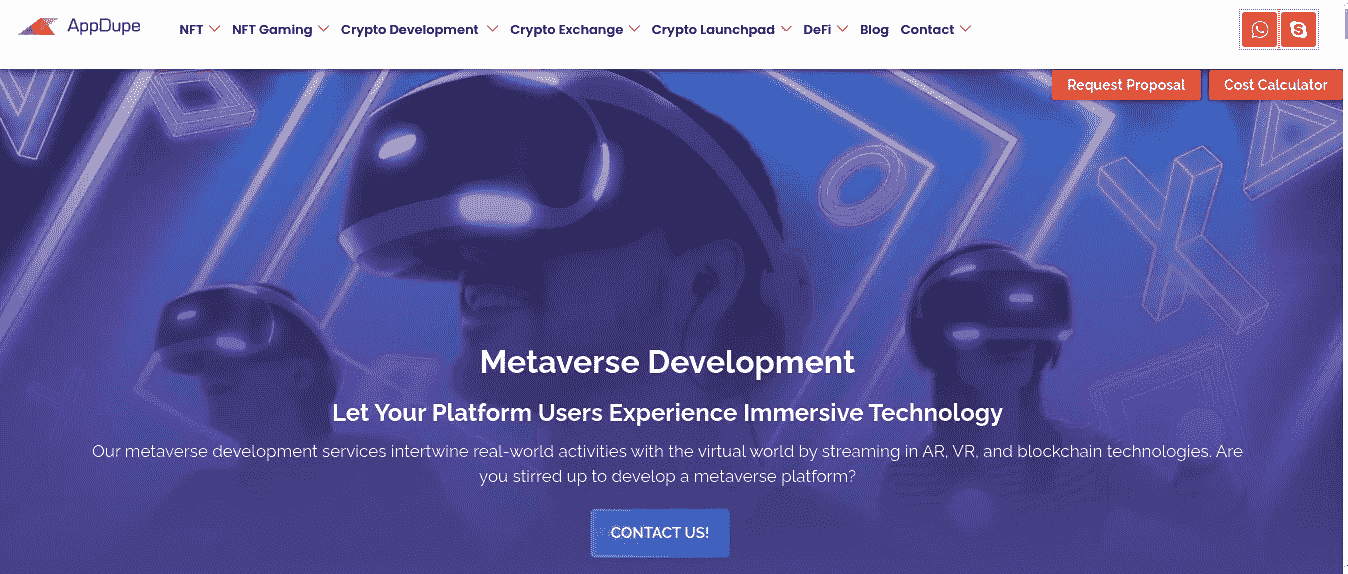 AppDupe
NFT NFT Gaming Crypto Development Crypto Exchange Crypto Launchpad DeFi Blog Contact
Request Proposal Cost Calculator
Metaverse Development
Let Your Platform Users Experience Immersive Technology
Our metaverse development services intertwine real-world activities with the virtual world by streaming in AR, VR, and blockchain technologies. Are
you stirred up to develop a metaverse platform?
CONTACT US!